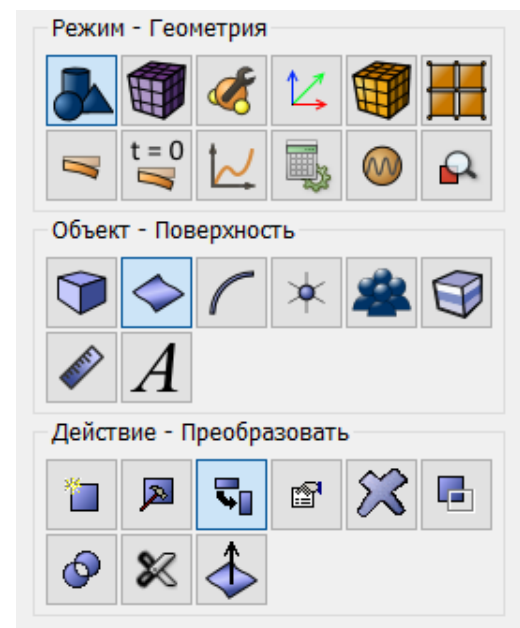 Режим - Геометрия
t = 0
Объект - Поверхность
A
Действие - Преобразовать